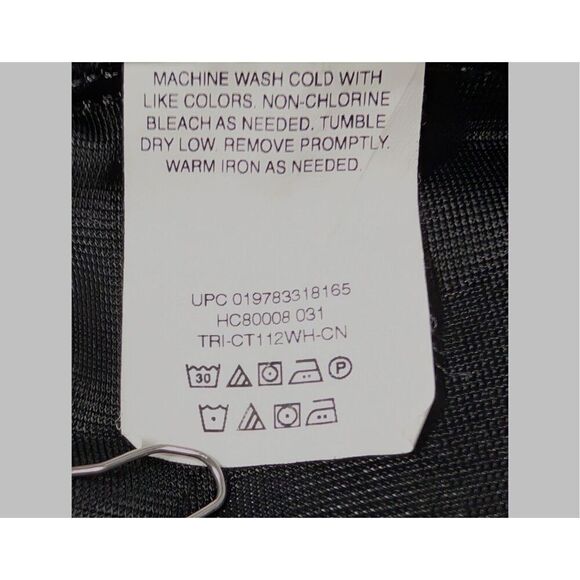 MACHINE WASH COLD WITH
LIKE COLORS. NON-CHLORINE
BLEACH AS NEEDED. TUMBLE
DRY LOW. REMOVE PROMPTLY.
WARM IRON AS NEEDED.
UPC 019783318165
HC80008 031
TRI-CT112WH-CN
30 P